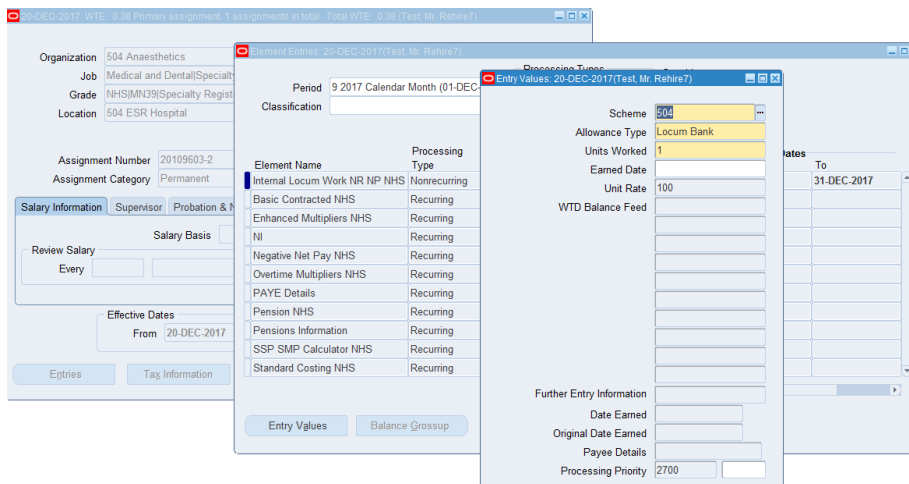 20-DEC-2017: WTE: 0.38 Primary assignment: 1 assignments in total. Total WTE: 0.38 (Test, Mr. Rehire7)
Organization 504 Anaesthetics
Job Medical and Dental|Specialty
Grade NHS|MN39|Specialty Regist
Location 504 ESR Hospital
Assignment Number 20109603-2
Assignment Category Permanent
Salary Information Supervisor Probation & N
Salary Basis
Review Salary
Every
Effective Dates
From 20-DEC-2017
Entries Tax Information
Element Entries: 20-DEC-2017(Test, Mr. Rehire7)
Processing Types
Period 9 2017 Calendar Month (01-DEC-
Classification
Dates
Element Name Processing Type To
Internal Locum Work NR NP NHS Nonrecurring 31-DEC-2017
Basic Contracted NHS Recurring
Enhanced Multipliers NHS Recurring
NI Recurring
Negative Net Pay NHS Recurring
Overtime Multipliers NHS Recurring
PAYE Details Recurring
Pension NHS Recurring
Pensions Information Recurring
SSP SMP Calculator NHS Recurring
Standard Costing NHS Recurring
Entry Values Balance Grossup
Entry Values: 20-DEC-2017(Test, Mr. Rehire7)
Scheme 504 ...
Allowance Type Locum Bank
Units Worked 1
Earned Date
Unit Rate 100
WTD Balance Feed
Further Entry Information
Date Earned
Original Date Earned
Payee Details
Processing Priority 2700